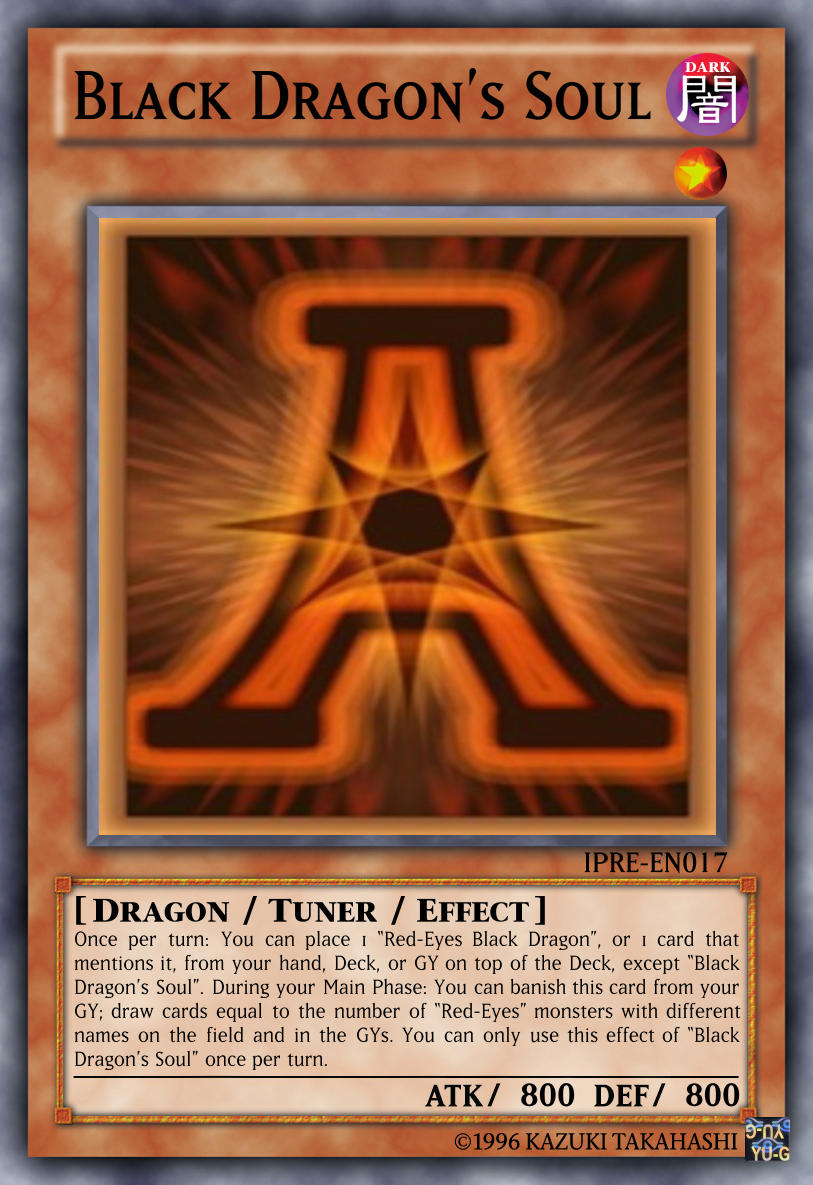 Black Dragon's Soul
DARK
闇
A
IPRE-EN017
[ Dragon / Tuner / Effect ]
Once per turn: You can place 1 "Red-Eyes Black Dragon", or 1 card that
mentions it, from your hand, Deck, or GY on top of the Deck, except "Black
Dragon's Soul". During your Main Phase: You can banish this card from your
GY; draw cards equal to the number of "Red-Eyes" monsters with different
names on the field and in the GYs. You can only use this effect of "Black
Dragon's Soul" once per turn.
ATK/ 800 DEF/ 800
©1996 KAZUKI TAKAHASHI
YU-G
YU-G